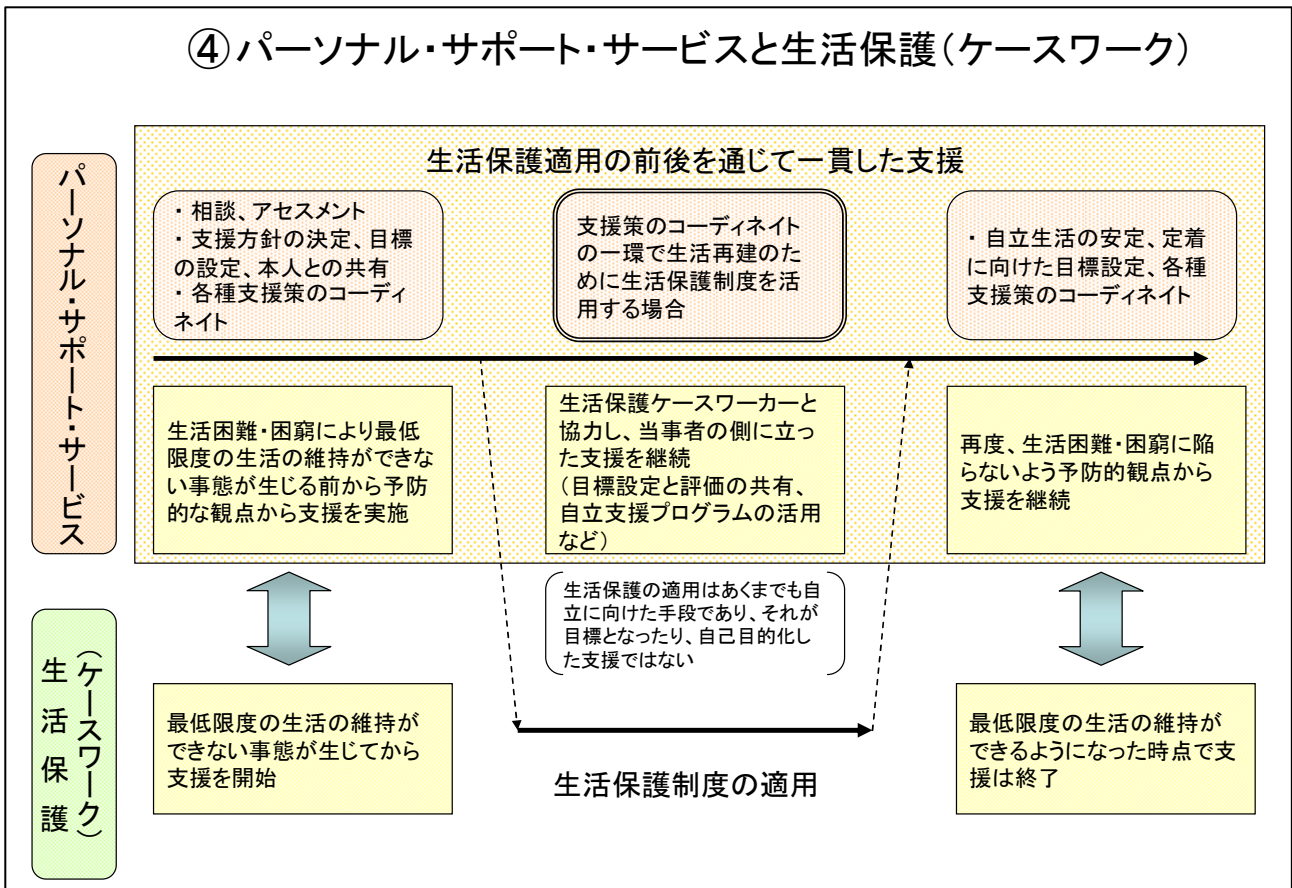 ④パーソナル・サポート・サービスと生活保護(ケースワーク)
パーソナル・サポート・サービス
生活保護適用の前後を通じて一貫した支援
・ 相談、アセスメント
・ 支援方針の決定、目標
の設定、本人との共有
・ 各種支援策のコーディ
ネイト
支援策のコーディネイト
の一環で生活再建のた
めに生活保護制度を活
用する場合
・ 自立生活の安定、定着
に向けた目標設定、各種
支援策のコーディネイト
生活困難・困窮により最低
限度の生活の維持ができな
い事態が生じる前から予防
的な観点から支援を実施
生活保護ケースワーカーと
協力し、当事者の側に立っ
た支援を継続
(目標設定と評価の共有、
自立支援プログラムの活用
など)
再度、生活困難・困窮に陥
らないよう予防的観点から
支援を継続
生活保護の適用はあくまでも自
立に向けた手段であり、それが
目標となったり、自己目的化し
た支援ではない
生活保護
(ケースワーク)
最低限度の生活の維持が
できない事態が生じてから
支援を開始
生活保護制度の適用
最低限度の生活の維持が
できるようになった時点で支
援は終了